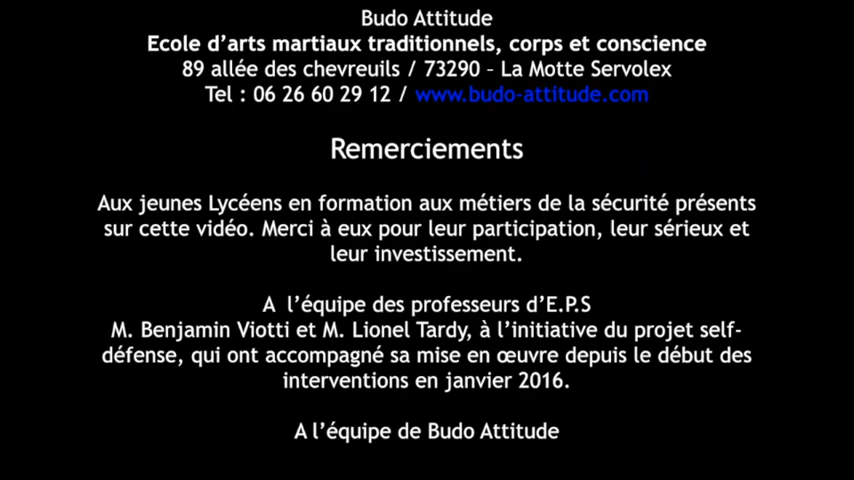 Budo Attitude
Ecole d’arts martiaux traditionnels, corps et conscience
89 allée des chevreuils / 73290 – La Motte Servolex
Tel : 06 26 60 29 12 / www.budo-attitude.com
Remerciements
Aux jeunes Lycéens en formation aux métiers de la sécurité présents
sur cette vidéo. Merci à eux pour leur participation, leur sérieux et
leur investissement.
A l’équipe des professeurs d’E.P.S
M. Benjamin Viotti et M. Lionel Tardy, à l’initiative du projet self-
défense, qui ont accompagné sa mise en œuvre depuis le début des
interventions en janvier 2016.
A l’équipe de Budo Attitude